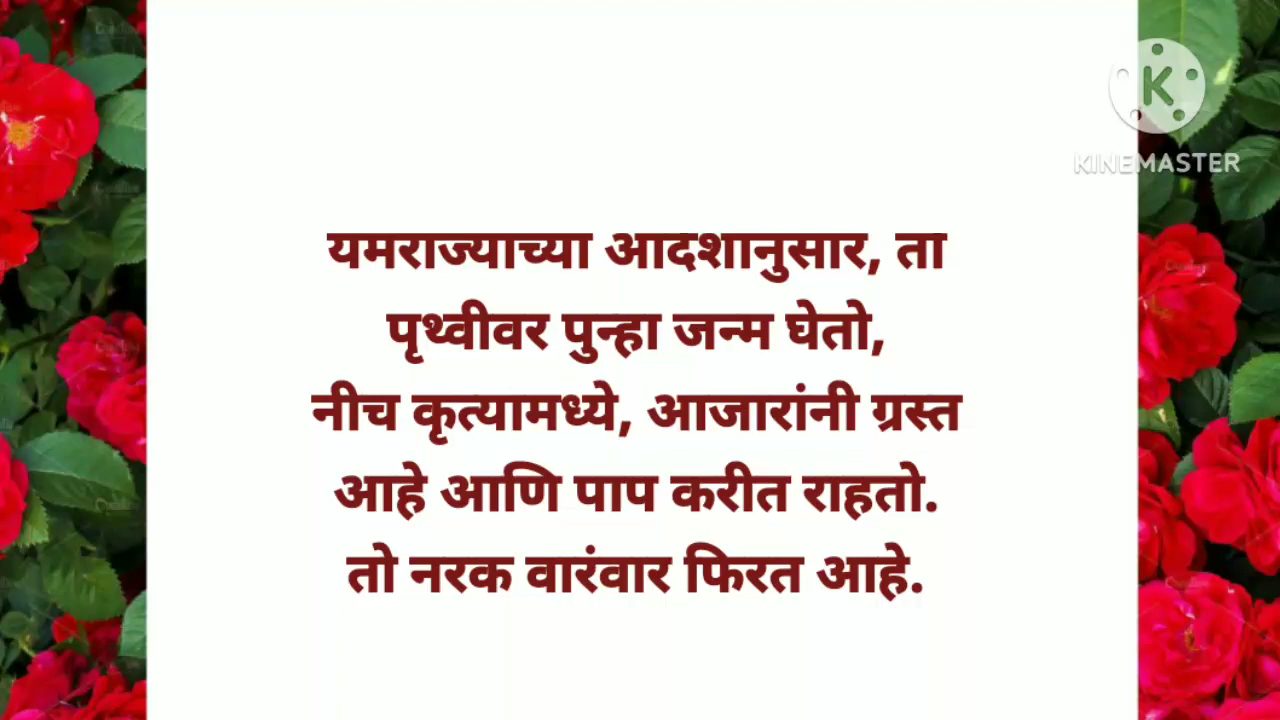 यमराज्याच्या आदशानुसार, ता
पृथ्वीवर पुन्हा जन्म घेतो,
नीच कृत्यामध्ये, आजारांनी ग्रस्त
आहे आणि पाप करीत राहतो.
तो नरक वारंवार फिरत आहे.
K
KINEMASTER